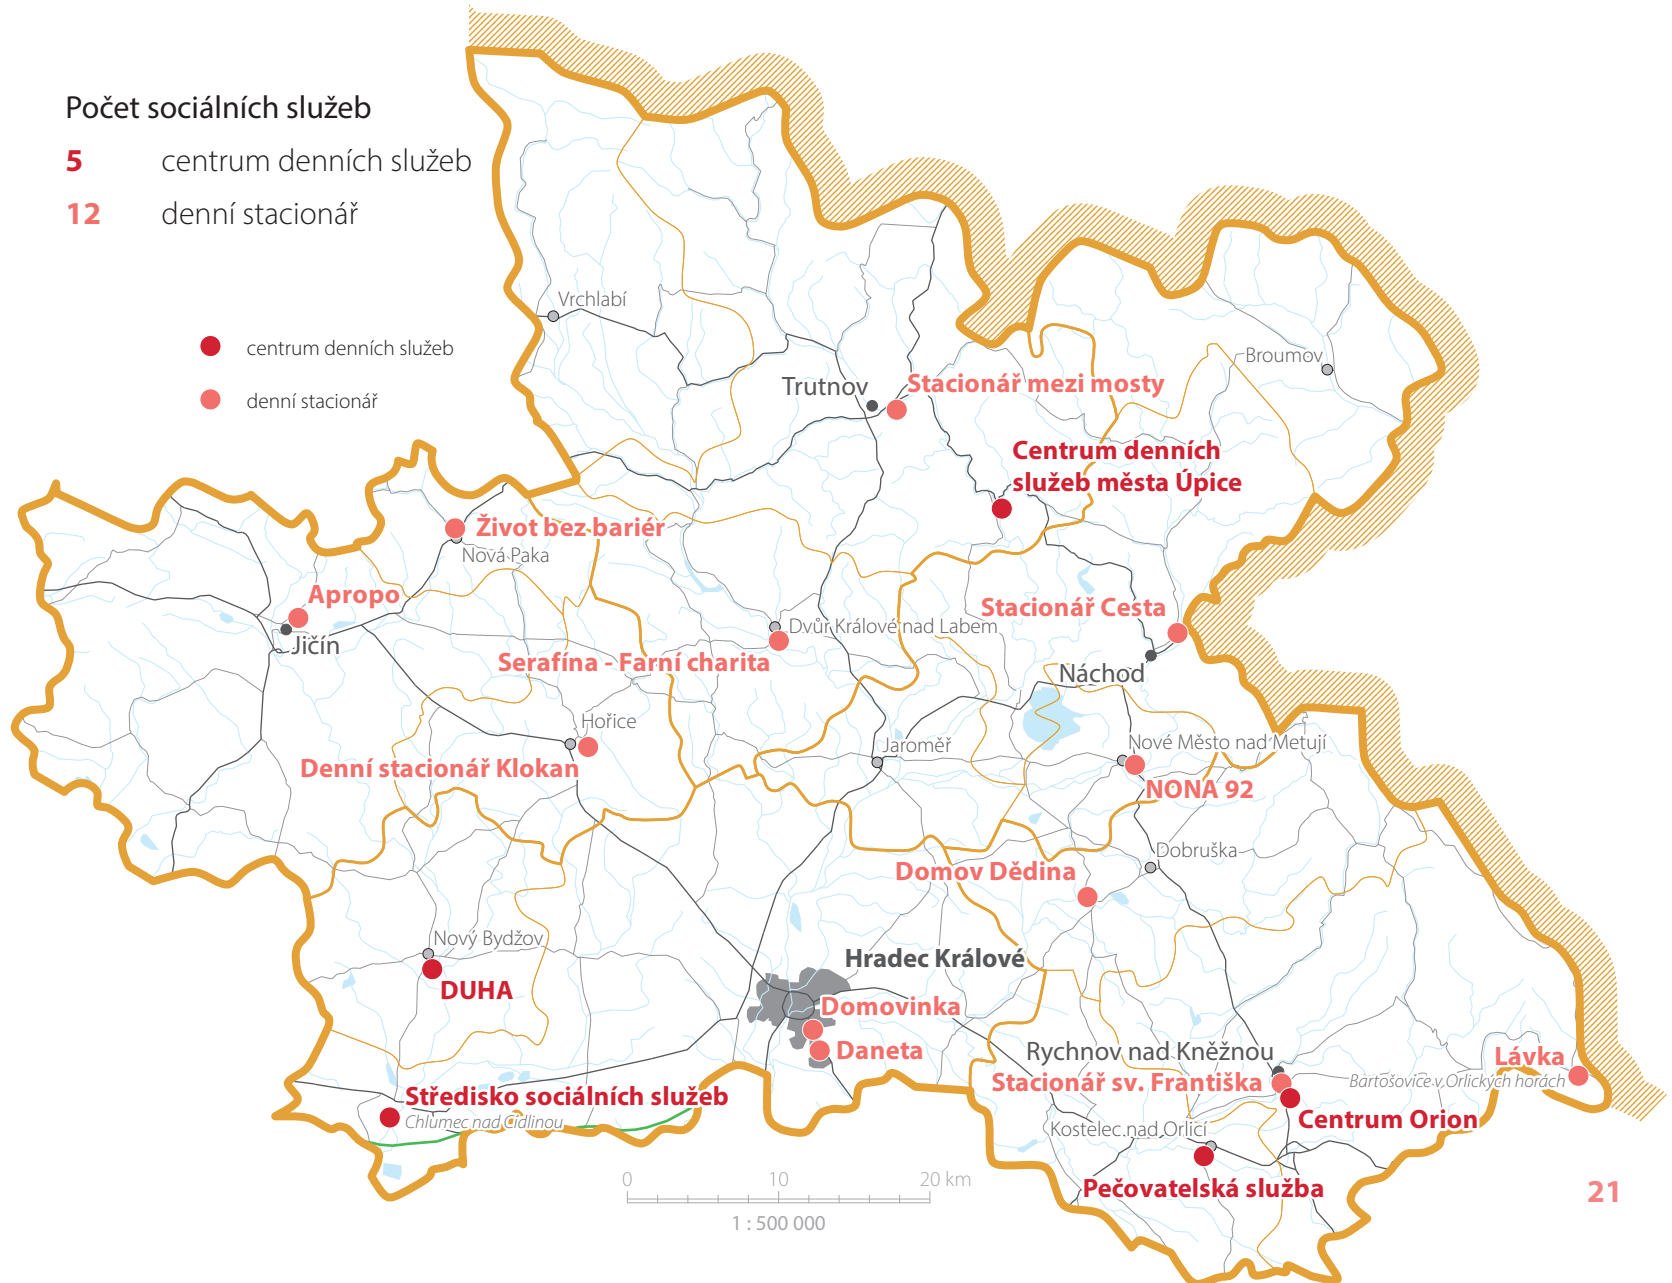 Počet sociálních služeb
5 centrum denních služeb
12 denní stacionář
centrum denních služeb
denní stacionář
Vrchlabí
Broumov
Trutnov
Stacionář mezi mosty
Centrum denních
služeb města Úpice
Život bez bariér
Nová Paka
Apropo
Jičín
Stacionář Cesta
Dvůr Králové nad Labem
Serafína - Farní charita
Náchod
Hořice
Denní stacionář Klokan
Jaroměř
Nové Město nad Metují
NONA 92
Dobruška
Domov Dědina
Nový Bydžov
DUHA
Hradec Králové
Domovinka
Daneta
Rychnov nad Kněžnou
Stacionář sv. Františka
Lávka
Bartošovice v Orlických horách
Středisko sociálních služeb
Chlumec nad Cidlinou
Centrum Orion
Kostelec nad Orlicí
Pečovatelská služba
0 10 20 km
1 : 500 000
21